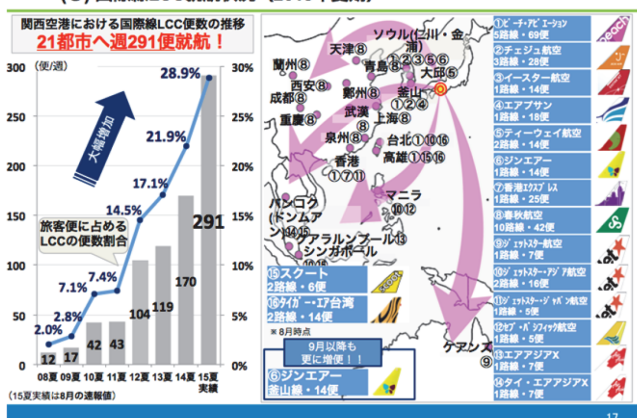 関西空港における国際線LCC便数の推移
21都市へ週291便就航！
300
(便/週)
30%
28.9%
250
25%
大幅増加
21.9%
200
20%
17.1%
14.5%
150
15%
旅客便に占める
LCCの便数割合
291
100
10%
7.1%
7.4%
170
119
104
50
5%
2.8%
2.0%
42
43
12
17
0
0%
08夏
09夏
10夏
11夏
12夏
13夏
14夏
15夏
実績
(15夏実績は8月の速報値)
ソウル(仁川・金
浦)
①②③⑤⑥
天津⑧
蘭州⑧
青島⑧
大邱⑤
西安⑧
鄭州⑧
釜山
①②④
成都⑧
武漢
⑧
上海⑧
重慶⑧
泉州⑧
台北①⑩⑯
香港
高雄①⑮⑯
①⑦⑪
マニラ
⑩⑫
バンコク
(ドンムア
ン)⑭⑮
クアラルンプール⑬
シンガポール
⑩⑮
ケアンズ
⑨
⑮スクート
2路線・6便
scoot
⑯タイガー・エア台湾
2路線・14便
※8月時点
9月以降も
更に増便！！
⑥ジンエアー
釜山線・14便
①ピーチ・アビエーション
5路線・69便
peach
②チェジュ航空
3路線・28便
③イースター航空
1路線・14便
④エアプサン
1路線・18便
⑤ティーウェイ航空
2路線・14便
⑥ジンエアー
1路線・7便
⑦香港エクスプレス
1路線・25便
⑧春秋航空
10路線・42便
⑨ジェットスター航空
1路線・7便
⑩ジェットスター・アジア航空
2路線・16便
⑪ジェットスター・ジャパン航空
1路線・5便
⑫セブ・パシフィック航空
1路線・5便
⑬エアアジアX
1路線・7便
⑭タイ・エアアジアX
1路線・7便
17